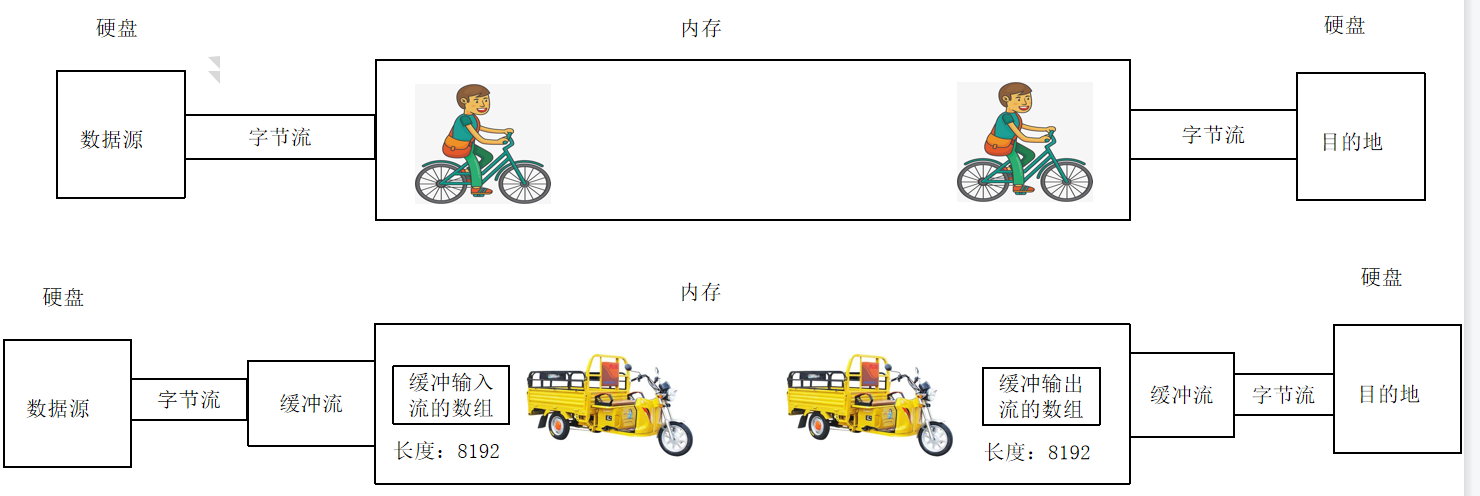 硬盘
内存
硬盘
数据源
字节流
字节流
目的地
硬盘
内存
硬盘
数据源
字节流
缓冲流
缓冲输入
流的数组
长度：8192
缓冲输出
流的数组
长度：8192
缓冲流
字节流
目的地